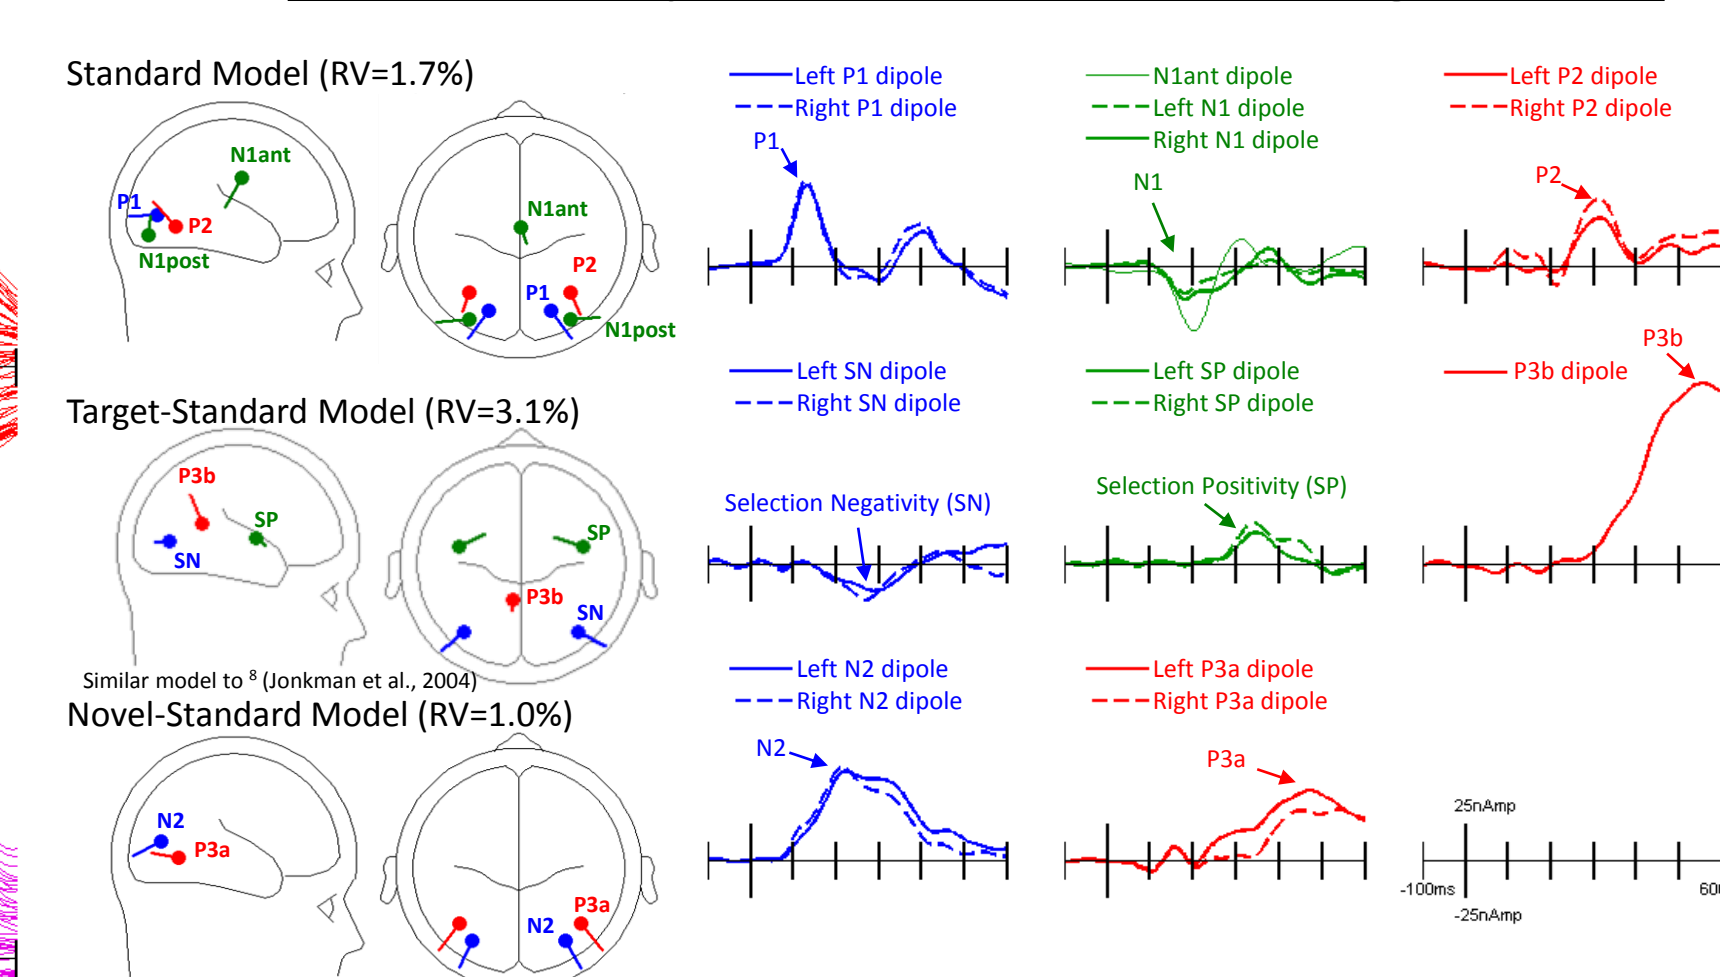 Standard Model (RV=1.7%)
N1ant
P1
P2
N1post
N1ant
P2
P1
N1post
Left P1 dipole
Right P1 dipole
P1
N1ant dipole
Left N1 dipole
Right N1 dipole
N1
Left P2 dipole
Right P2 dipole
P2
Target-Standard Model (RV=3.1%)
P3b
SP
SN
SP
P3b
SN
Similar model to 8 (Jonkman et al., 2004)
Left SN dipole
Right SN dipole
Selection Negativity (SN)
Left SP dipole
Right SP dipole
Selection Positivity (SP)
P3b
P3b dipole
Novel-Standard Model (RV=1.0%)
N2
P3a
P3a
N2
Left N2 dipole
Right N2 dipole
N2
Left P3a dipole
Right P3a dipole
P3a
25nAmp
-100ms
-25nAmp